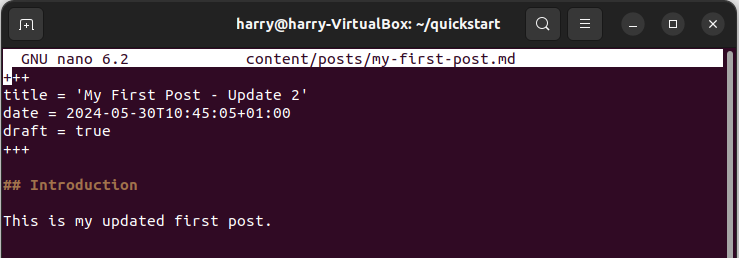 harry@harry-VirtualBox: ~/quickstart
GNU nano 6.2 content/posts/my-first-post.md
+++
title = 'My First Post - Update 2'
date = 2024-05-30T10:45:05+01:00
draft = true
+++
## Introduction
This is my updated first post.